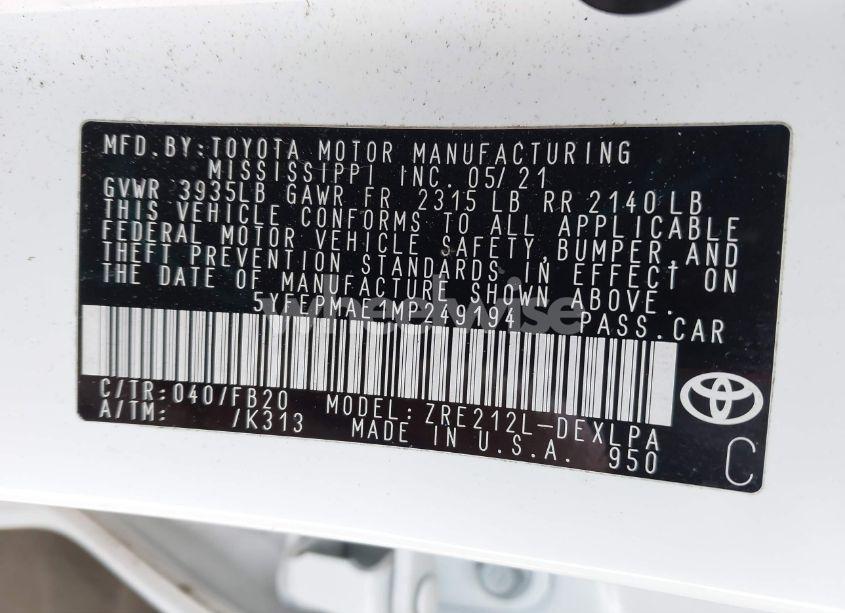 MFD.BY:TOYOTA MOTOR MANUFACTURING
MISSISSIPPI INC. 05/21
GVWR 3935LB GAWR FR 2315 LB RR 2140 LB
THIS VEHICLE CONFORMS TO ALL APPLICABLE
FEDERAL MOTOR VEHICLE SAFETY,BUMPER,AND
THEFT PREVENTION STANDARDS IN EFFECT ON
THE DATE OF MANUFACTURE SHOWN ABOVE.
5YFEPMAE1MP249194 PASS.CAR
wheelwise
C/TR:040/FB20 MODEL:ZRE212L-DEXLPA
A/TM: /K313 MADE IN U.S.A. 950
C